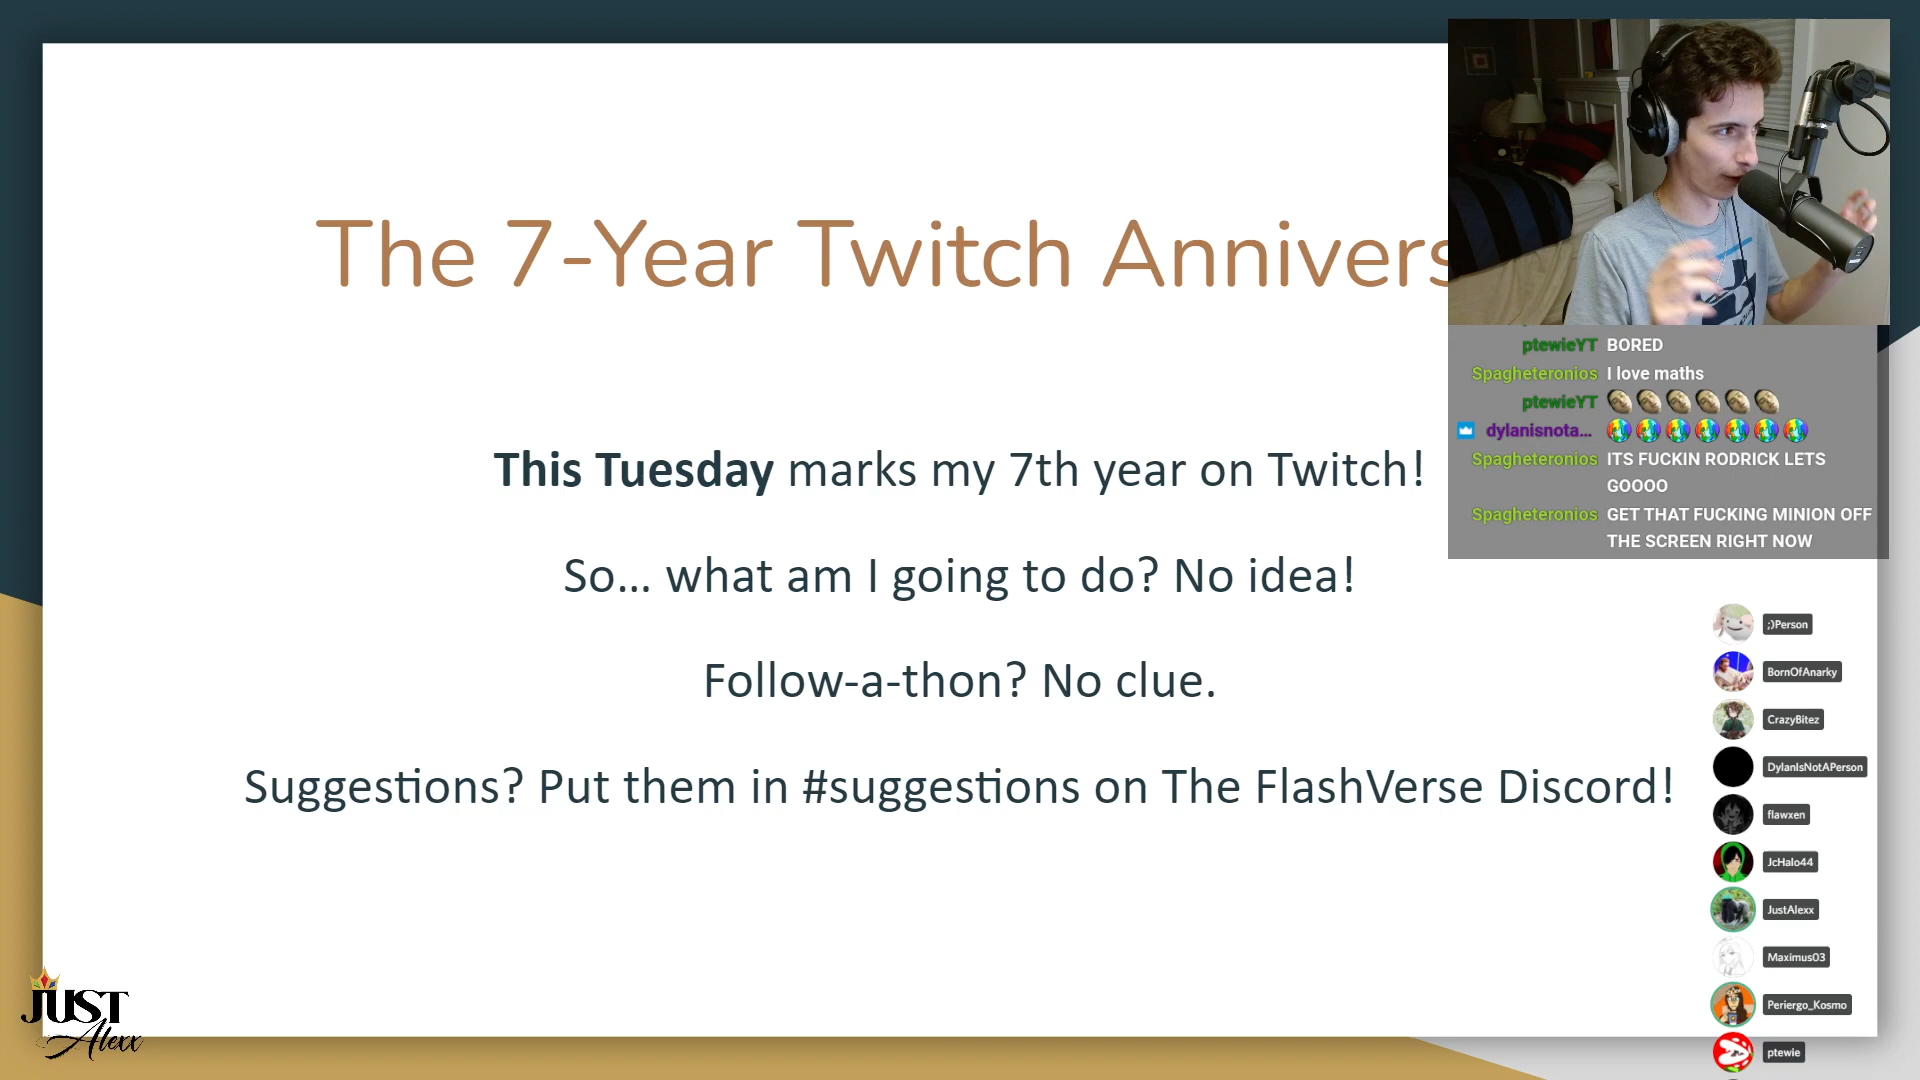 The 7-Year Twitch Annivers
This Tuesday marks my 7th year on Twitch!
So... what am I going to do? No idea!
Follow-a-thon? No clue.
Suggestions? Put them in #suggestions on The FlashVerse Discord!
ptewieYT BORED
Spagheteronios I love maths
ptewieYT
dylanisnota...
Spagheteronios ITS FUCKIN RODRICK LETS
GOOOO
Spagheteronios GET THAT FUCKING MINION OFF
THE SCREEN RIGHT NOW
;)Person
BornOfAnarky
CrazyBitez
DylanIsNotAPerson
flawxen
JcHalo44
JustAlexx
Maximus03
Periergo_Kosmo
ptewie
JUST
Alexx